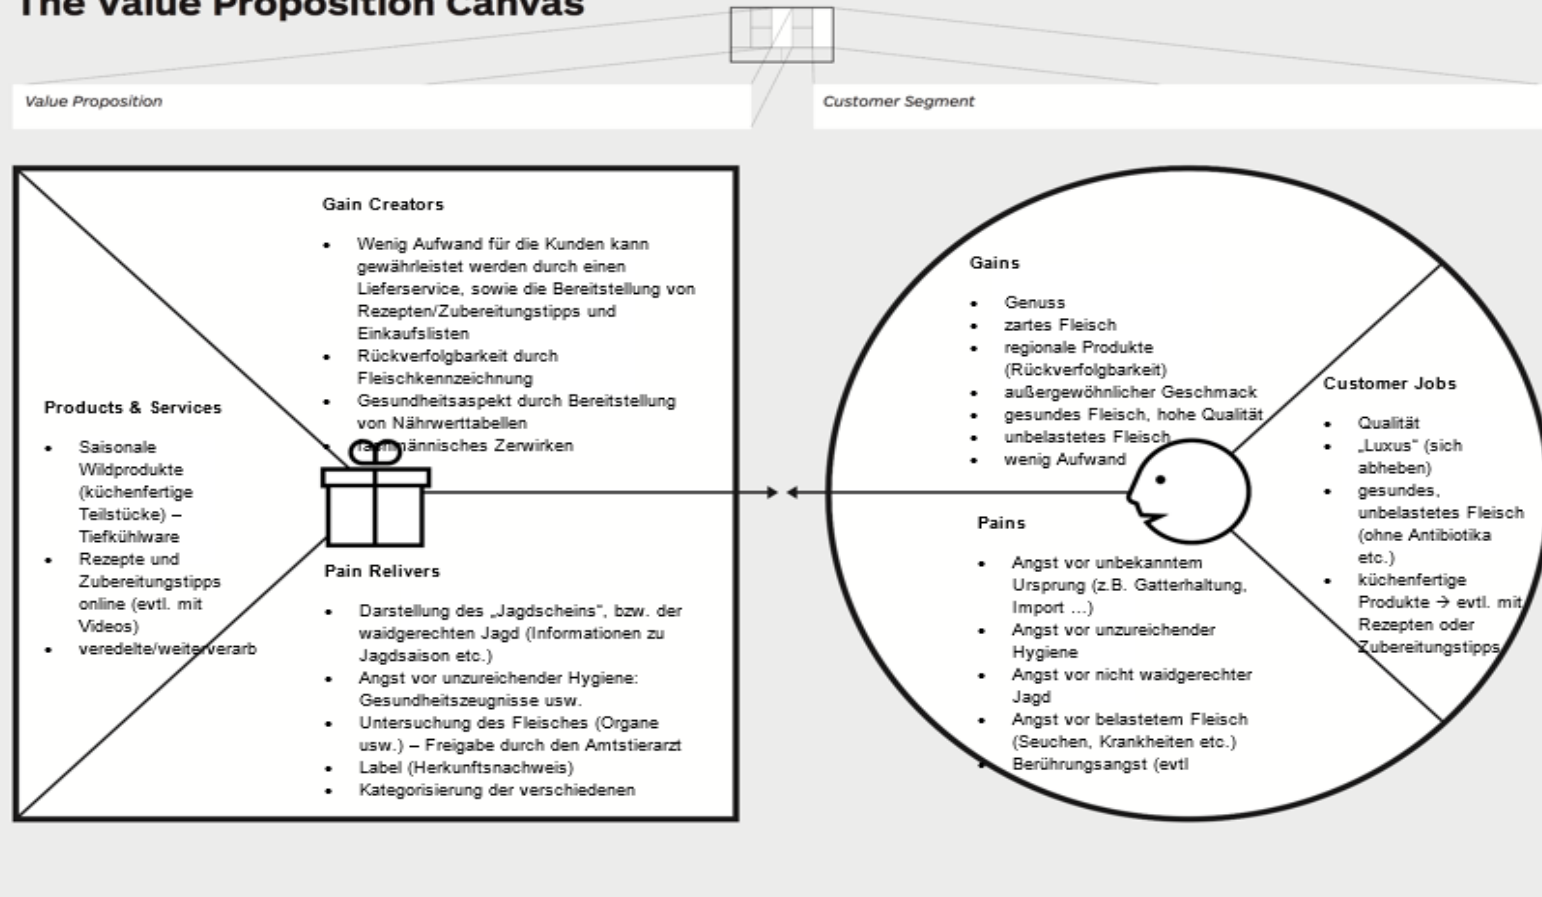 The Value Proposition Canvas
Value Proposition
Customer Segment
Gain Creators
• Wenig Aufwand für die Kunden kann
gewährleistet werden durch einen
Lieferservice, sowie die Bereitstellung von
Rezepten/Zubereitungstipps und
Einkaufslisten
• Rückverfolgbarkeit durch
Fleischkennzeichnung
• Gesundheitsaspekt durch Bereitstellung
von Nährwerttabellen
• fachmännisches Zerwirken
Products & Services
• Saisonale
Wildprodukte
(küchenfertige
Teilstücke) –
Tiefkühlware
• Rezepte und
Zubereitungstipps
online (evtl. mit
Videos)
• veredelte/weiterverarb
Pain Relivers
• Darstellung des „Jagdscheins“, bzw. der
waidgerechten Jagd (Informationen zu
Jagdsaison etc.)
• Angst vor unzureichender Hygiene:
Gesundheitszeugnisse usw.
• Untersuchung des Fleisches (Organe
usw.) – Freigabe durch den Amtstierarzt
• Label (Herkunftsnachweis)
• Kategorisierung der verschiedenen
Gains
• Genuss
• zartes Fleisch
• regionale Produkte
(Rückverfolgbarkeit)
• außergewöhnlicher Geschmack
• gesundes Fleisch, hohe Qualität
• unbelastetes Fleisch
• wenig Aufwand
Customer Jobs
• Qualität
• „Luxus“ (sich
abheben)
• gesundes,
unbelastetes Fleisch
(ohne Antibiotika
etc.)
• küchenfertige
Produkte → evtl. mit
Rezepten oder
Zubereitungstipps
Pains
• Angst vor unbekanntem
Ursprung (z.B. Gatterhaltung,
Import ...)
• Angst vor unzureichender
Hygiene
• Angst vor nicht waidgerechter
Jagd
• Angst vor belastetem Fleisch
(Seuchen, Krankheiten etc.)
• Berührungsangst (evtl